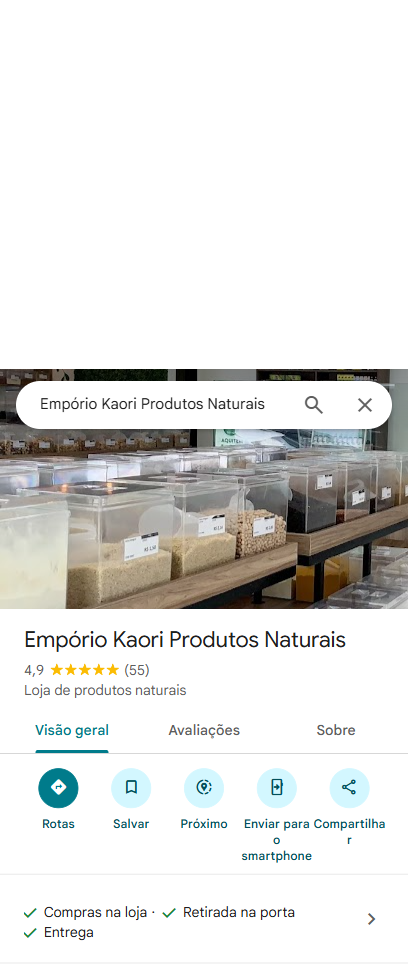 Empório Kaori Produtos Naturais
Empório Kaori Produtos Naturais
4,9 ★★★★★ (55)
Loja de produtos naturais
Visão geral Avaliações Sobre
Rotas Salvar Próximo Enviar para o smartphone Compartilhar
Compras na loja · Retirada na porta
Entrega